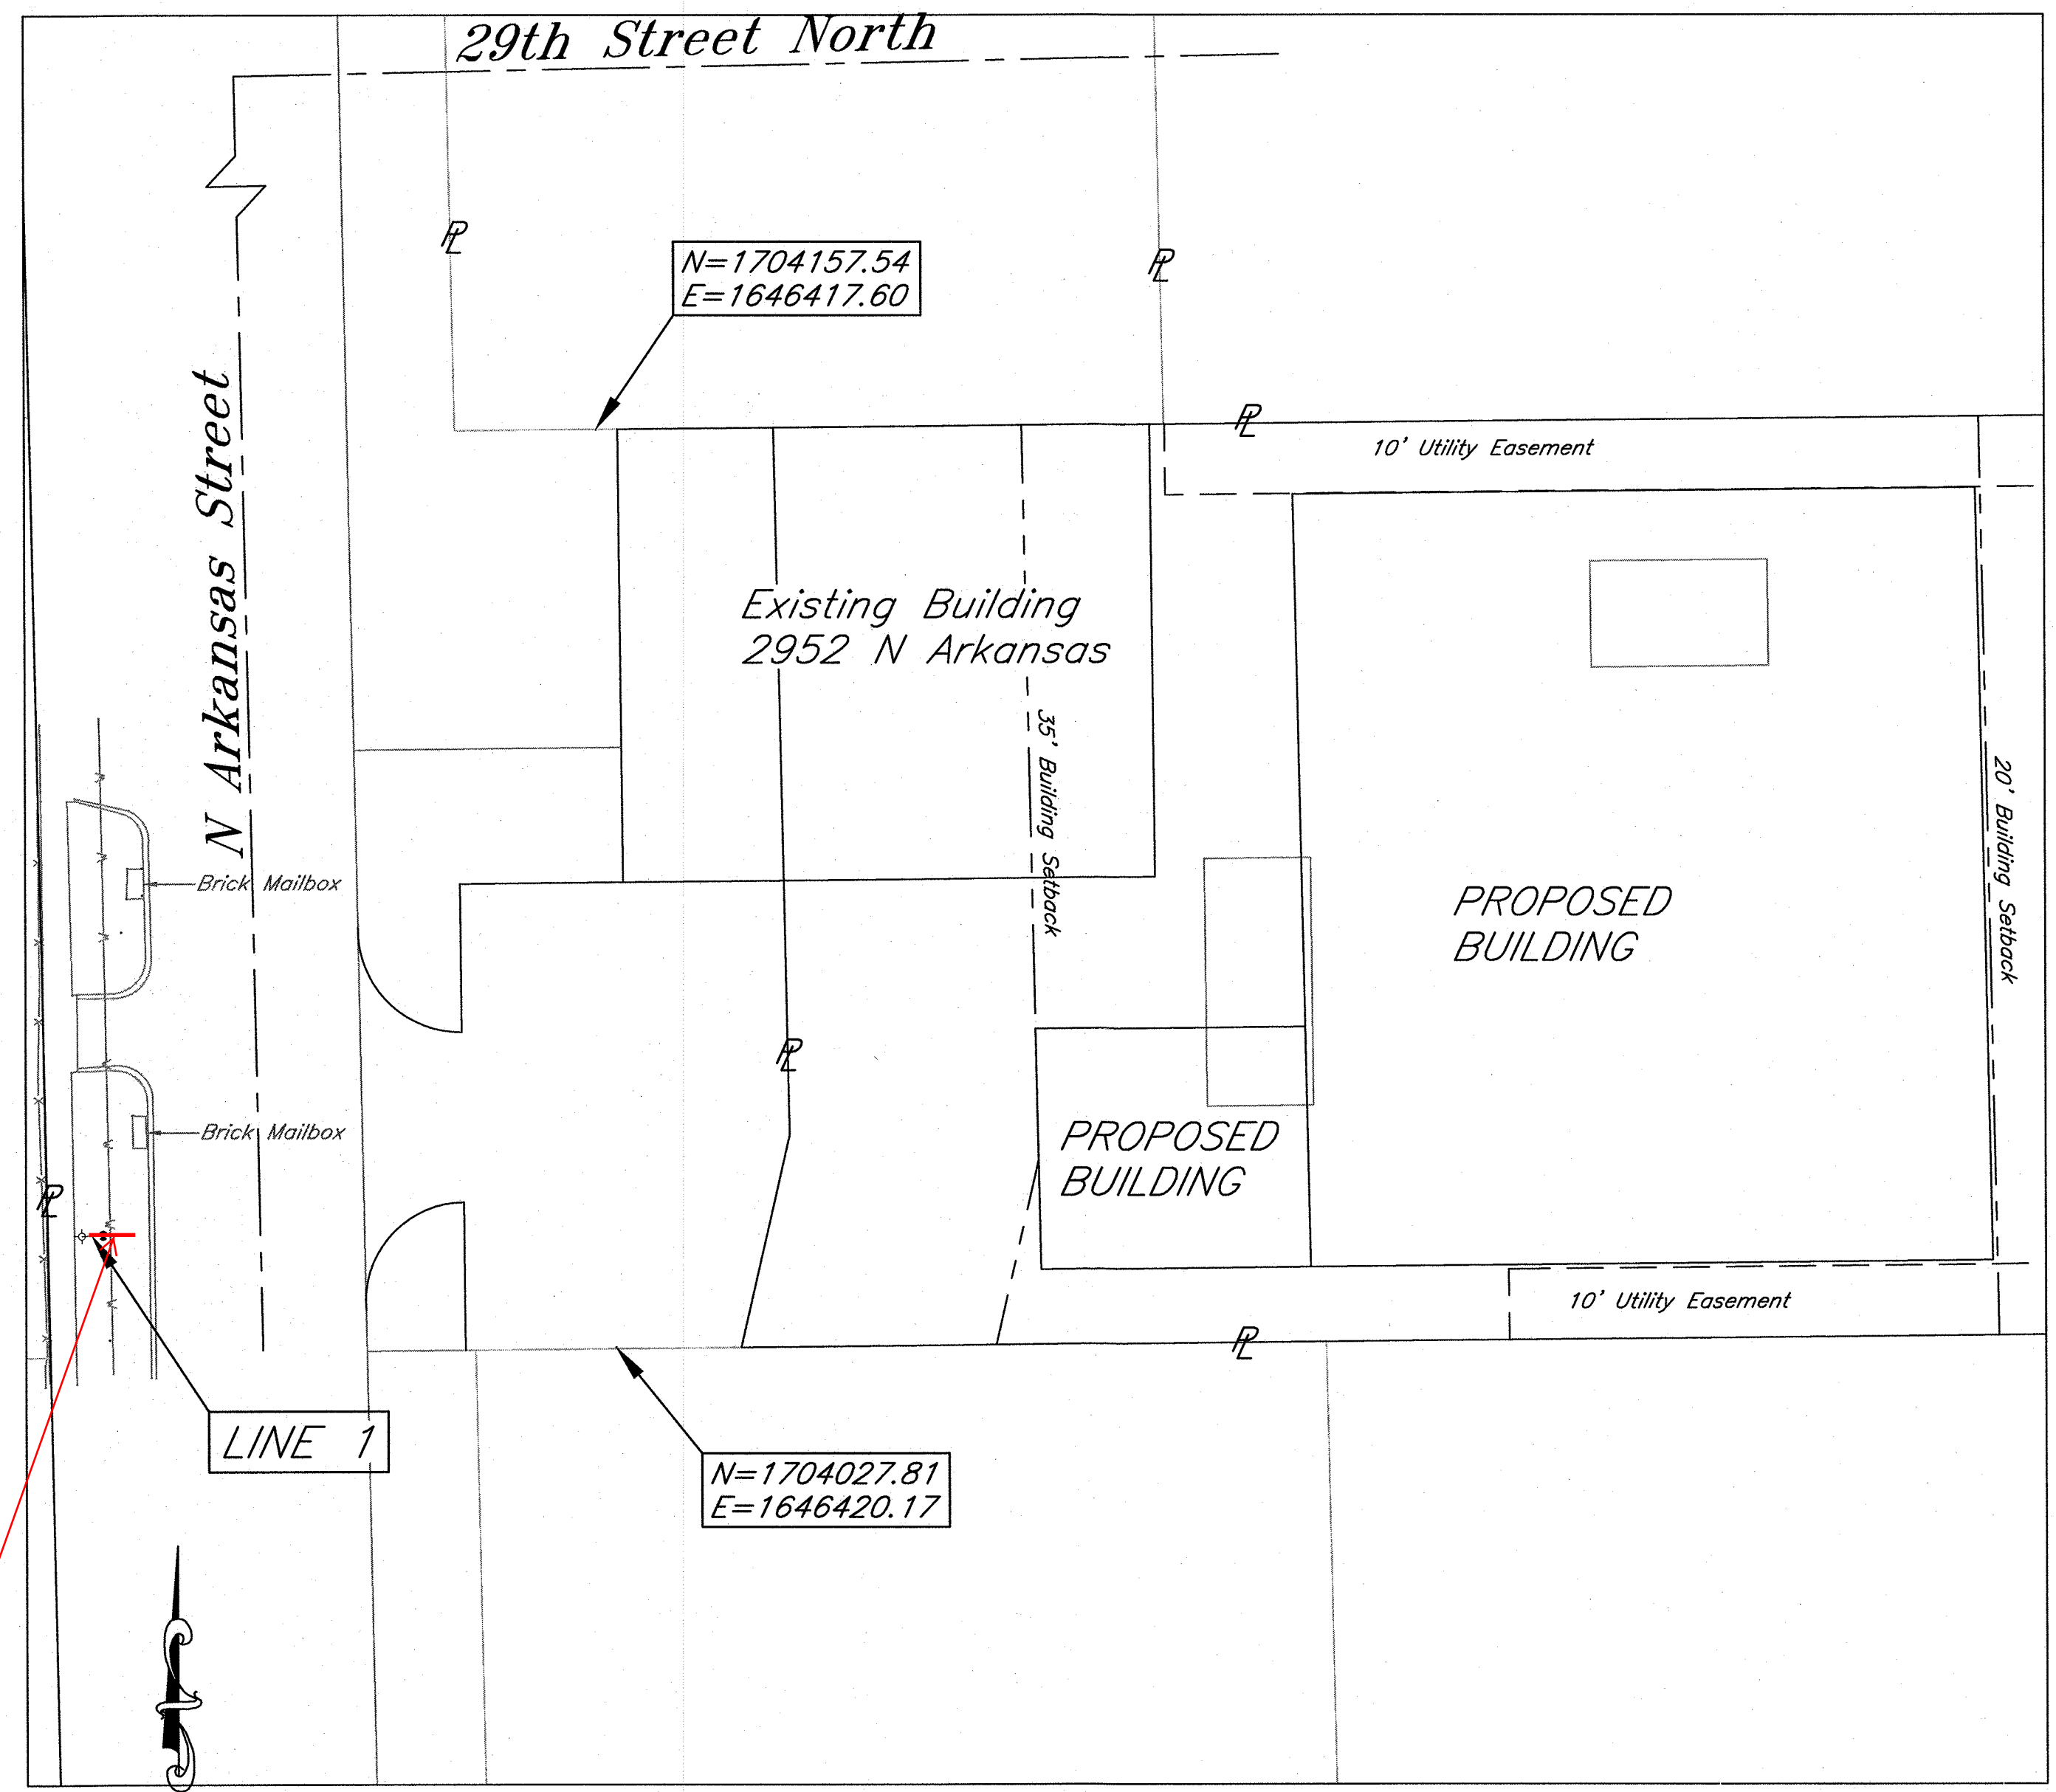 29th Street North
N Arkansas Street
PL
PL
N=1704157.54
E=1646417.60
PL
10' Utility Easement
Existing Building
2952 N Arkansas
35' Building Setback
20' Building Setback
Brick Mailbox
PROPOSED
BUILDING
PL
Brick Mailbox
PROPOSED
BUILDING
PL
10' Utility Easement
PL
LINE 1
N=1704027.81
E=1646420.17